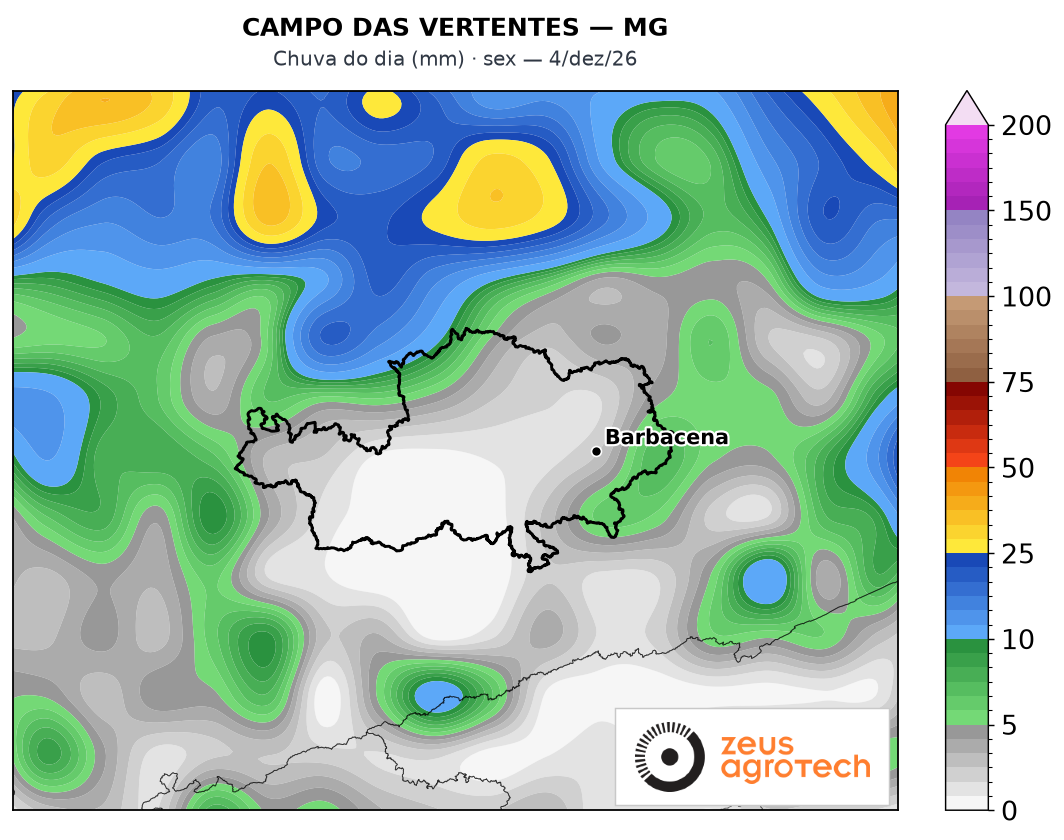 CAMPO DAS VERTENTES — MG
Chuva do dia (mm) · sex — 4/dez/26
Barbacena
200
150
100
75
50
25
10
5
0
zeus
agrotech